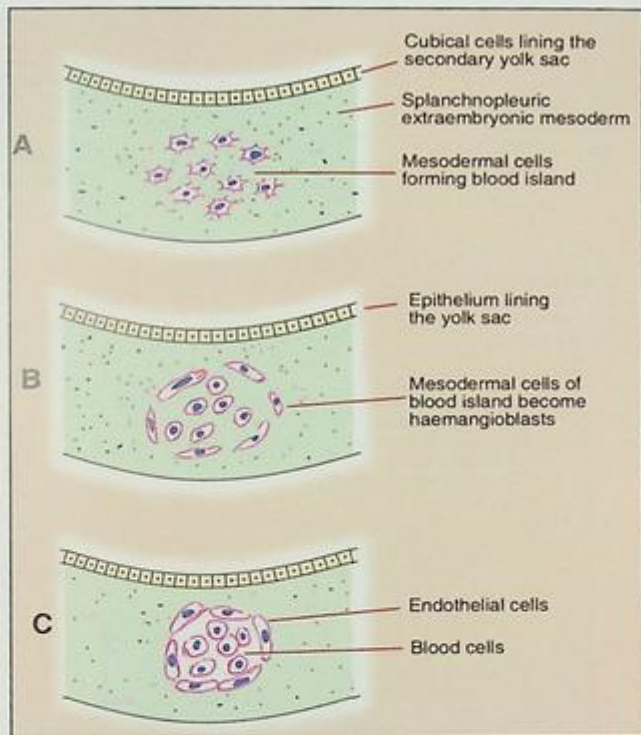 Cubical cells lining the
secondary yolk sac
Splanchnopleuric
extraembryonic mesoderm
A
Mesodermal cells
forming blood island
Epithelium lining
the yolk sac
B
Mesodermal cells of
blood island become
haemangioblasts
C
Endothelial cells
Blood cells